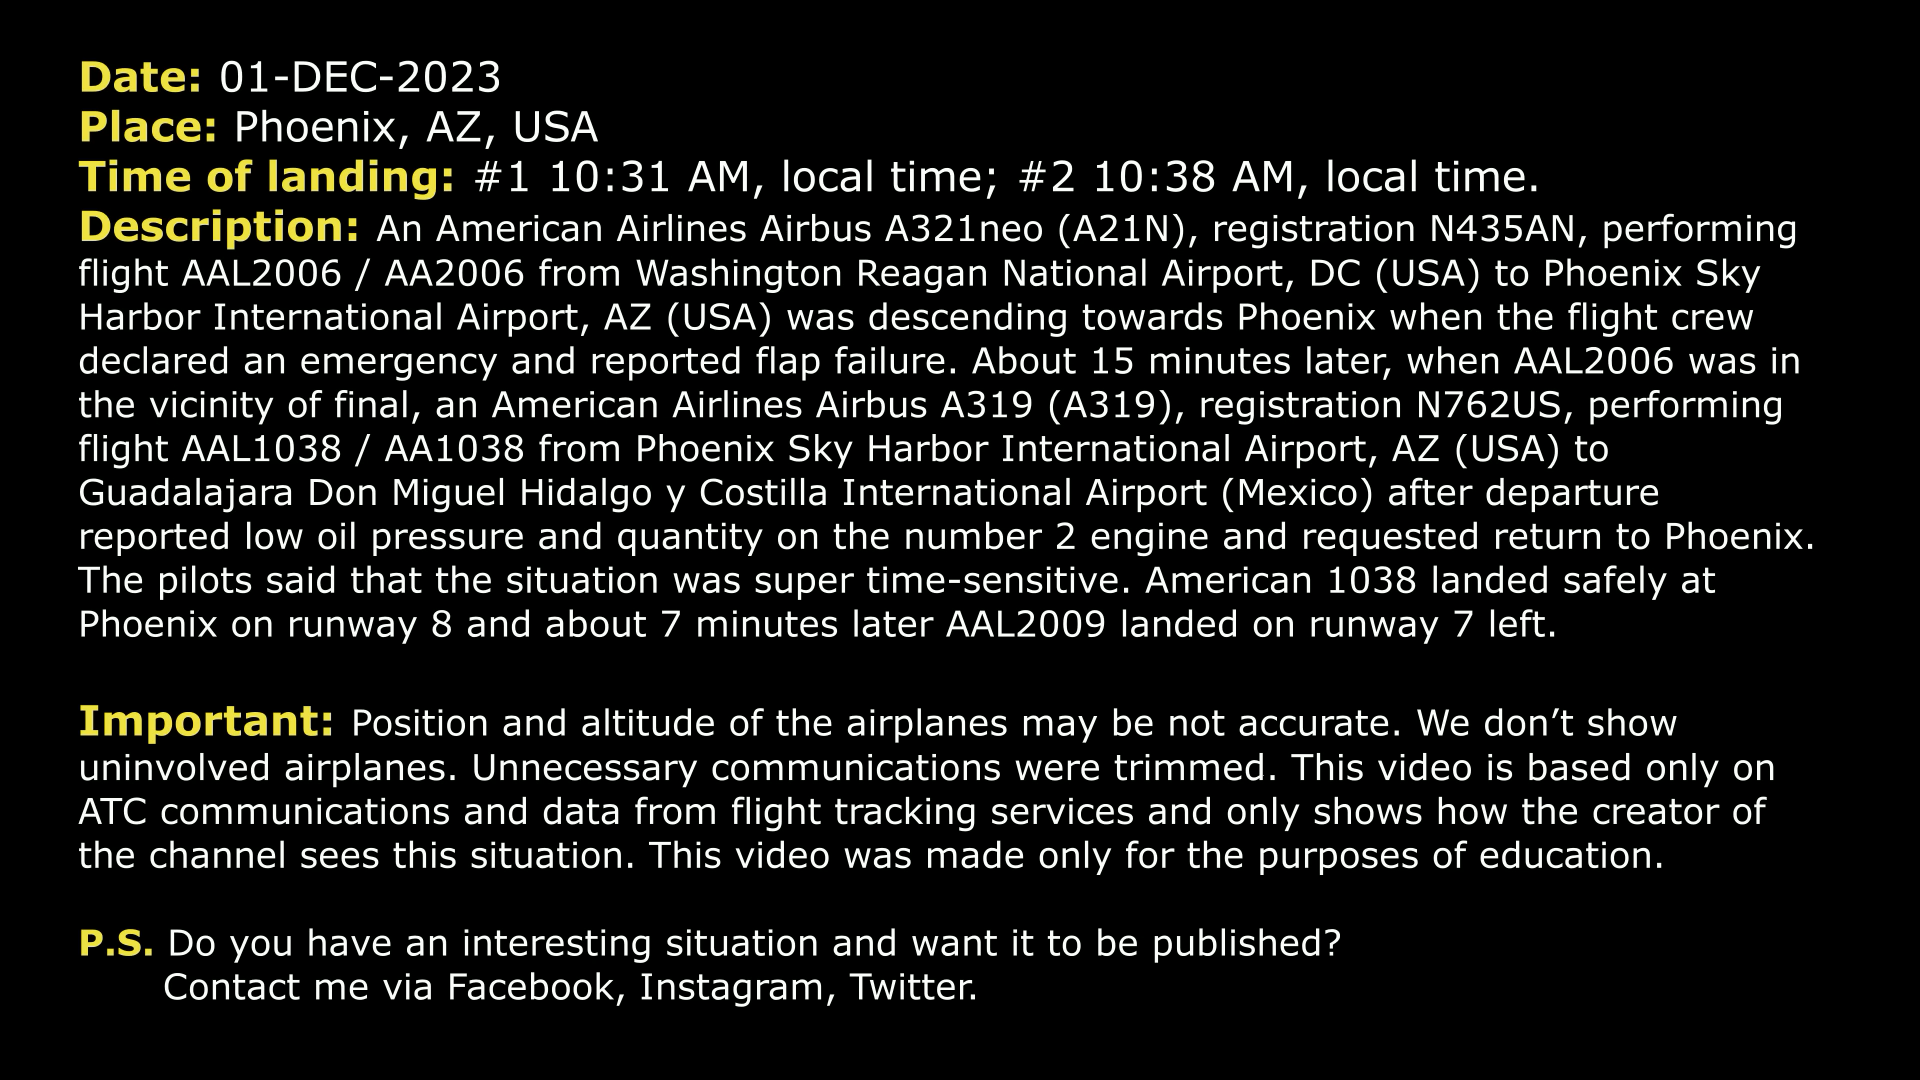 Date: 01-DEC-2023
Place: Phoenix, AZ, USA
Time of landing: #1 10:31 AM, local time; #2 10:38 AM, local time.
Description: An American Airlines Airbus A321neo (A21N), registration N435AN, performing
flight AAL2006 / AA2006 from Washington Reagan National Airport, DC (USA) to Phoenix Sky
Harbor International Airport, AZ (USA) was descending towards Phoenix when the flight crew
declared an emergency and reported flap failure. About 15 minutes later, when AAL2006 was in
the vicinity of final, an American Airlines Airbus A319 (A319), registration N762US, performing
flight AAL1038 / AA1038 from Phoenix Sky Harbor International Airport, AZ (USA) to
Guadalajara Don Miguel Hidalgo y Costilla International Airport (Mexico) after departure
reported low oil pressure and quantity on the number 2 engine and requested return to Phoenix.
The pilots said that the situation was super time-sensitive. American 1038 landed safely at
Phoenix on runway 8 and about 7 minutes later AAL2009 landed on runway 7 left.
Important: Position and altitude of the airplanes may be not accurate. We don’t show
uninvolved airplanes. Unnecessary communications were trimmed. This video is based only on
ATC communications and data from flight tracking services and only shows how the creator of
the channel sees this situation. This video was made only for the purposes of education.
P.S. Do you have an interesting situation and want it to be published?
Contact me via Facebook, Instagram, Twitter.